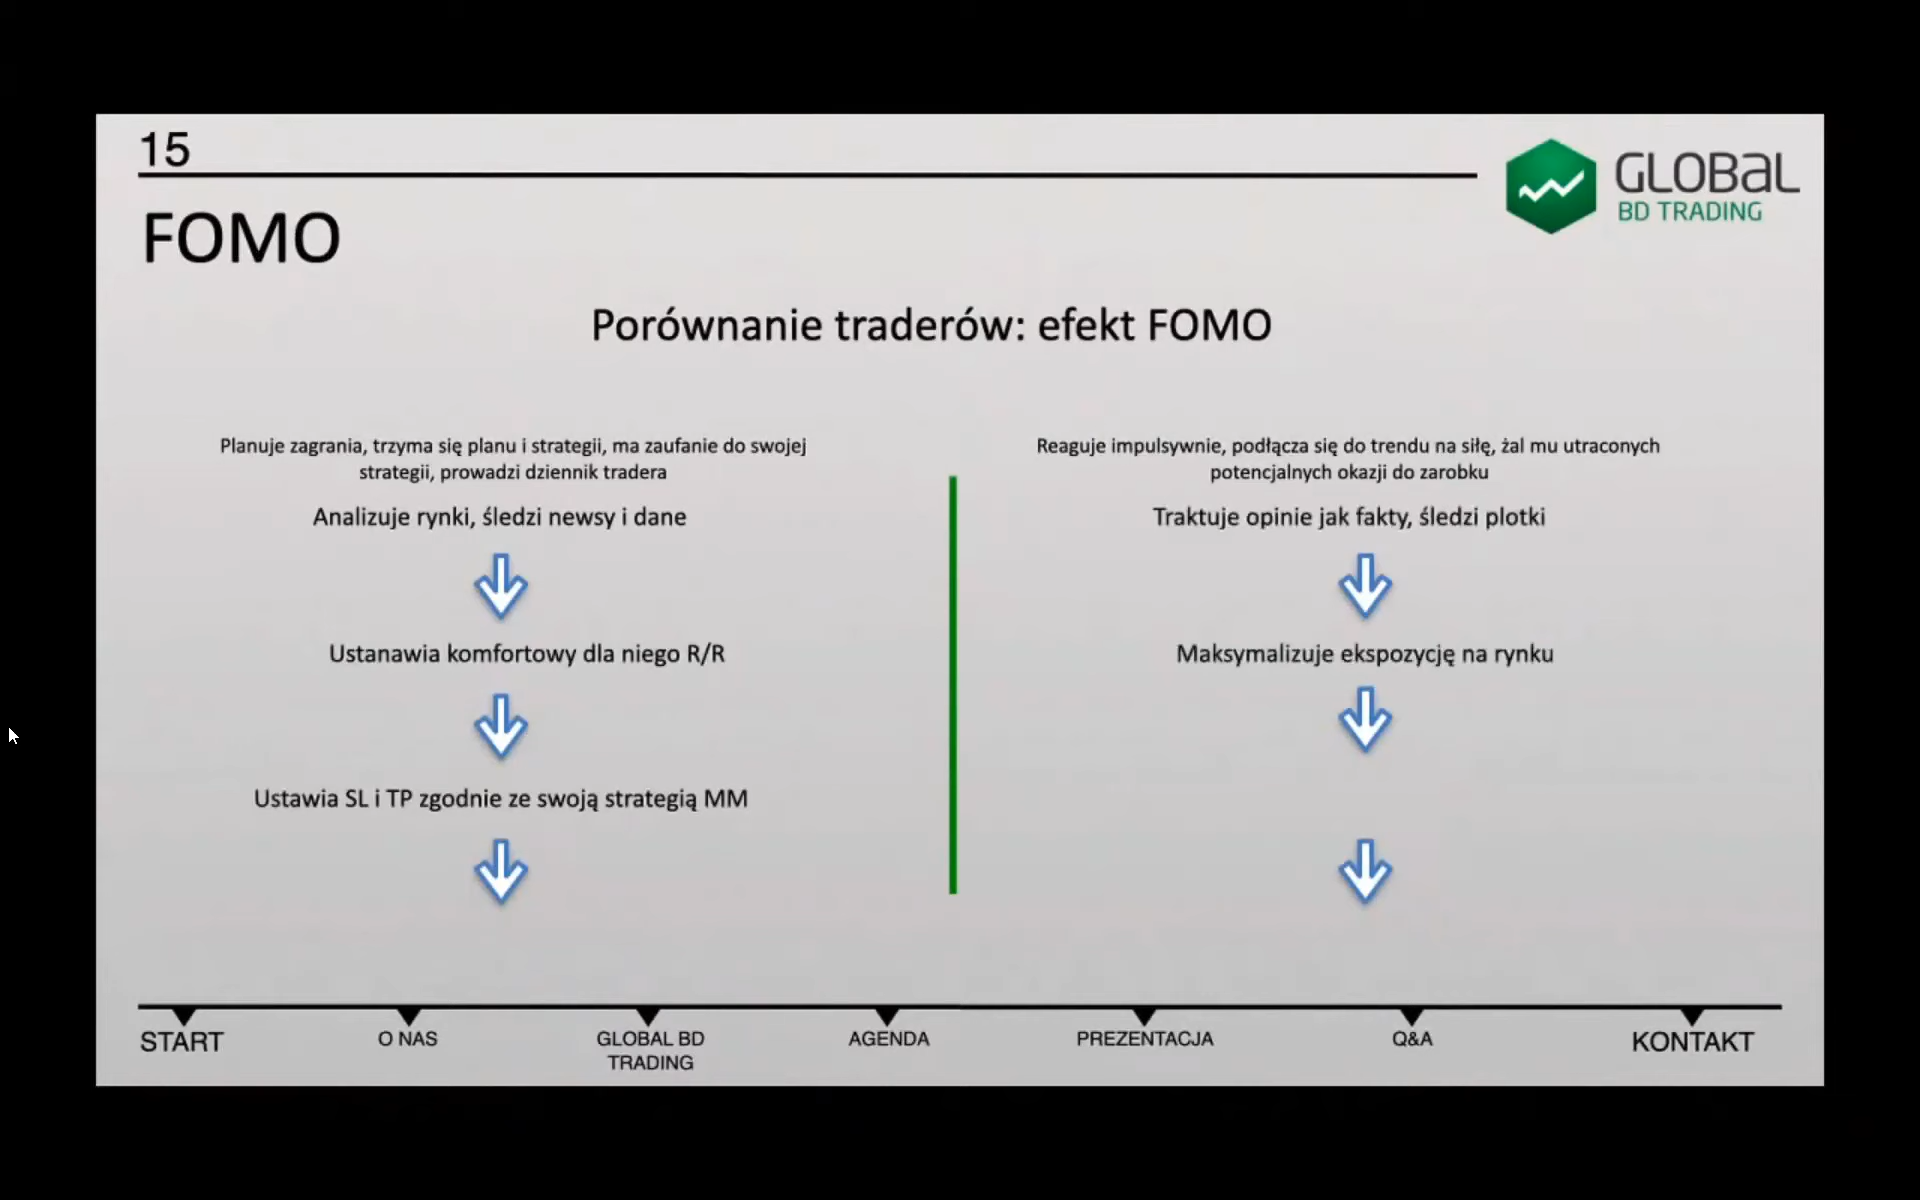 15
GLOBaL
BD TRADING
FOMO
Porównanie traderów: efekt FOMO
Planuje zagrania, trzyma się planu i strategii, ma zaufanie do swojej
strategii, prowadzi dziennik tradera
Analizuje rynki, śledzi newsy i dane
Ustanawia komfortowy dla niego R/R
Ustawia SL i TP zgodnie ze swoją strategią MM
Reaguje impulsywnie, podłącza się do trendu na siłę, żal mu utraconych
potencjalnych okazji do zarobku
Traktuje opinie jak fakty, śledzi plotki
Maksymalizuje ekspozycję na rynku
START
O NAS
GLOBAL BD
TRADING
AGENDA
PREZENTACJA
Q&A
KONTAKT